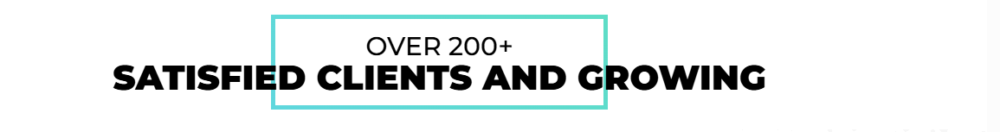 OVER 200+
SATISFIED CLIENTS AND GROWING